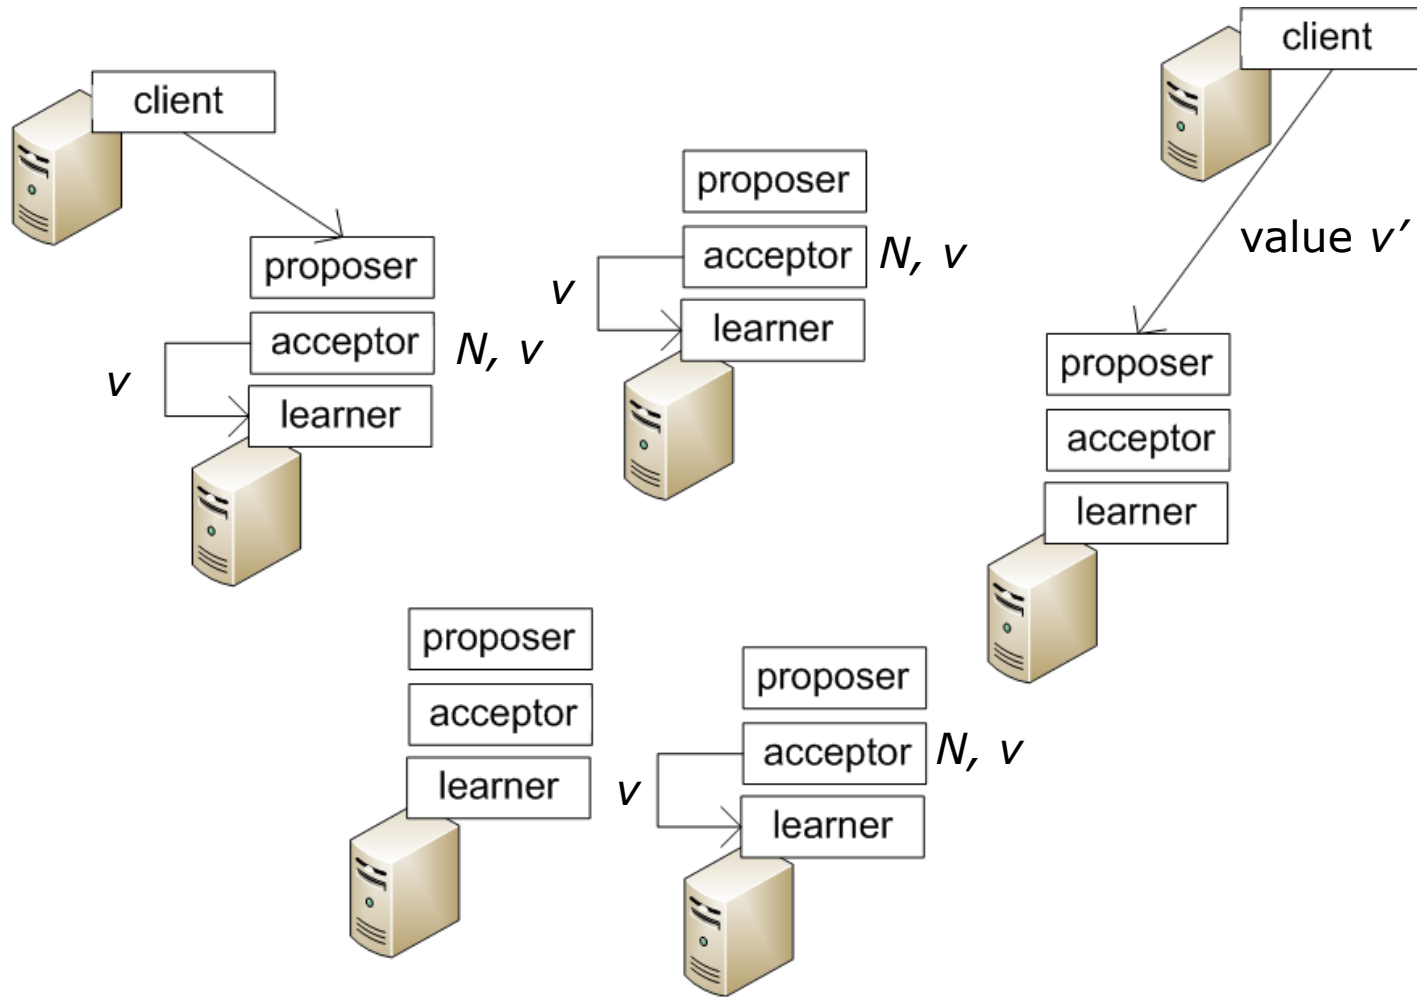 client
proposer
acceptor
N, v
v
learner
proposer
acceptor
N, v
v
learner
client
value v′
proposer
acceptor
learner
proposer
acceptor
learner
proposer
acceptor
N, v
v
learner